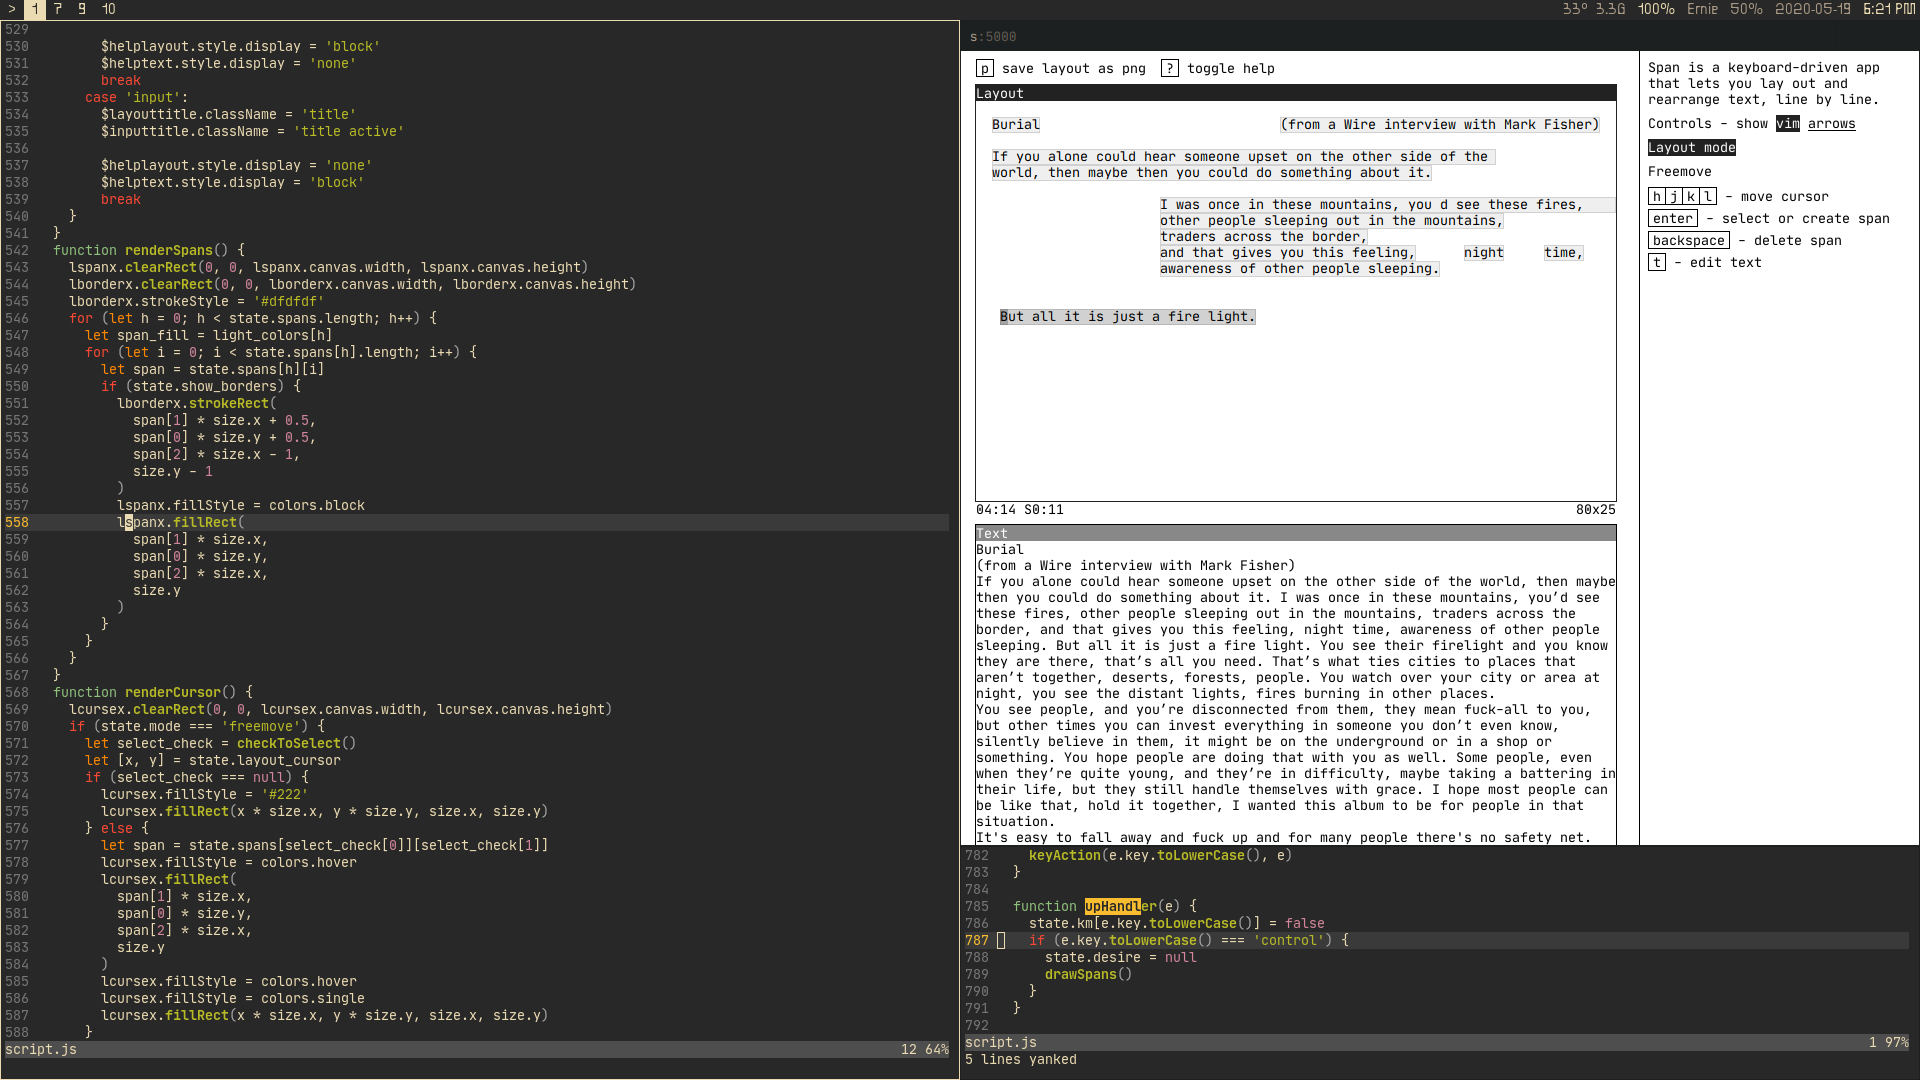 > 1 7 9 10
33° 3.3G 100% Ernie 50% 2020-05-19 6:21 PM
529
530 $helplayout.style.display = 'block'
531 $helptext.style.display = 'none'
532 break
533 case 'input':
534 $layouttitle.className = 'title'
535 $inputtitle.className = 'title active'
536
537 $helplayout.style.display = 'none'
538 $helptext.style.display = 'block'
539 break
540 }
541 }
542 function renderSpans() {
543 lspanx.clearRect(0, 0, lspanx.canvas.width, lspanx.canvas.height)
544 lborderx.clearRect(0, 0, lborderx.canvas.width, lborderx.canvas.height)
545 lborderx.strokeStyle = '#dfdfdf'
546 for (let h = 0; h < state.spans.length; h++) {
547 let span_fill = light_colors[h]
548 for (let i = 0; i < state.spans[h].length; i++) {
549 let span = state.spans[h][i]
550 if (state.show_borders) {
551 lborderx.strokeRect(
552 span[1] * size.x + 0.5,
553 span[0] * size.y + 0.5,
554 span[2] * size.x - 1,
555 size.y - 1
556 )
557 lspanx.fillStyle = colors.block
558 lspanx.fillRect(
559 span[1] * size.x,
560 span[0] * size.y,
561 span[2] * size.x,
562 size.y
563 )
564 }
565 }
566 }
567 }
568 function renderCursor() {
569 lcursex.clearRect(0, 0, lcursex.canvas.width, lcursex.canvas.height)
570 if (state.mode === 'freemove') {
571 let select_check = checkToSelect()
572 let [x, y] = state.layout_cursor
573 if (select_check === null) {
574 lcursex.fillStyle = '#222'
575 lcursex.fillRect(x * size.x, y * size.y, size.x, size.y)
576 } else {
577 let span = state.spans[select_check[0]][select_check[1]]
578 lcursex.fillStyle = colors.hover
579 lcursex.fillRect(
580 span[1] * size.x,
581 span[0] * size.y,
582 span[2] * size.x,
583 size.y
584 )
585 lcursex.fillStyle = colors.hover
586 lcursex.fillStyle = colors.single
587 lcursex.fillRect(x * size.x, y * size.y, size.x, size.y)
588 }
script.js 12 64%
s:5000
p save layout as png ? toggle help
Layout
Burial (from a Wire interview with Mark Fisher)
If you alone could hear someone upset on the other side of the
world, then maybe then you could do something about it.
I was once in these mountains, you d see these fires,
other people sleeping out in the mountains,
traders across the border,
and that gives you this feeling, night time,
awareness of other people sleeping.
But all it is just a fire light.
04:14 S0:11 80x25
Text
Burial
(from a Wire interview with Mark Fisher)
If you alone could hear someone upset on the other side of the world, then maybe
then you could do something about it. I was once in these mountains, you’d see
these fires, other people sleeping out in the mountains, traders across the
border, and that gives you this feeling, night time, awareness of other people
sleeping. But all it is just a fire light. You see their firelight and you know
they are there, that’s all you need. That’s what ties cities to places that
aren’t together, deserts, forests, people. You watch over your city or area at
night, you see the distant lights, fires burning in other places.
You see people, and you’re disconnected from them, they mean fuck-all to you,
but other times you can invest everything in someone you don’t even know,
silently believe in them, it might be on the underground or in a shop or
something. You hope people are doing that with you as well. Some people, even
when they’re quite young, and they’re in difficulty, maybe taking a battering in
their life, but they still handle themselves with grace. I hope most people can
be like that, hold it together, I wanted this album to be for people in that
situation.
It's easy to fall away and fuck up and for many people there's no safety net.
Span is a keyboard-driven app
that lets you lay out and
rearrange text, line by line.
Controls - show vim arrows
Layout mode
Freemove
h j k l - move cursor
enter - select or create span
backspace - delete span
t - edit text
782 keyAction(e.key.toLowerCase(), e)
783 }
784
785 function upHandler(e) {
786 state.km[e.key.toLowerCase()] = false
787 if (e.key.toLowerCase() === 'control') {
788 state.desire = null
789 drawSpans()
790 }
791 }
792
script.js 1 97%
5 lines yanked